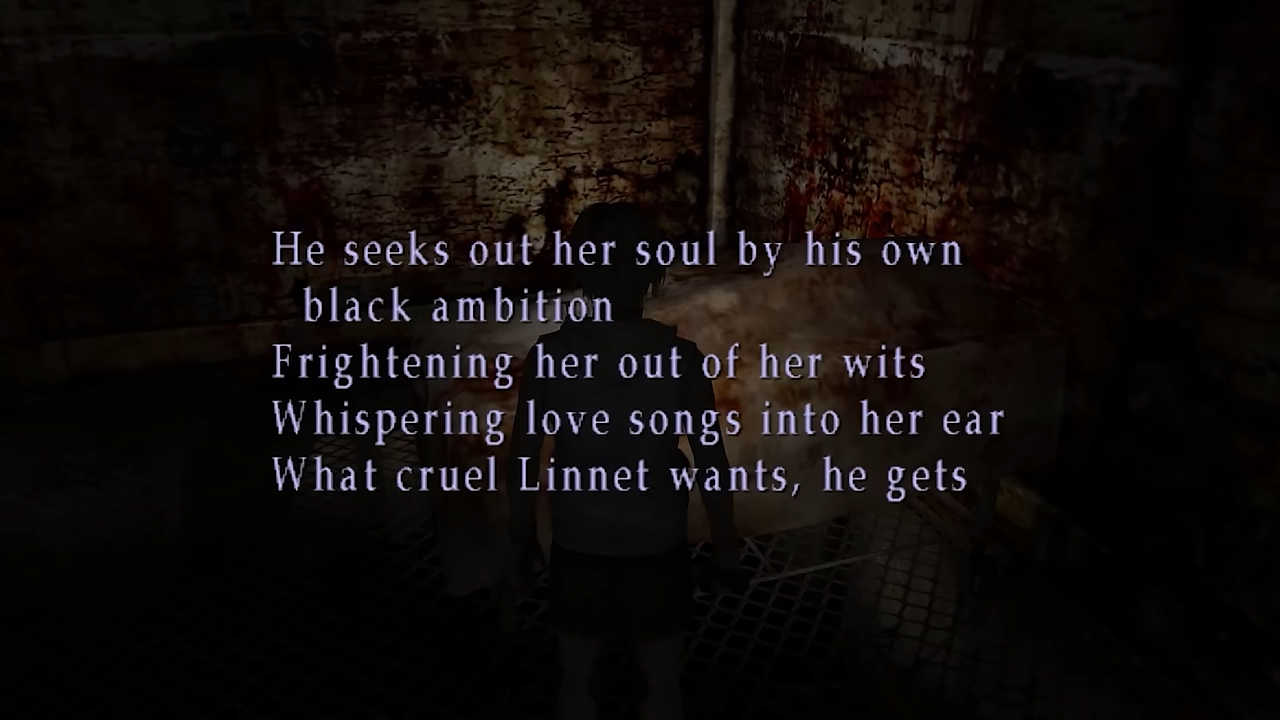 He seeks out her soul by his own
black ambition
Frightening her out of her wits
Whispering love songs into her ear
What cruel Linnet wants, he gets